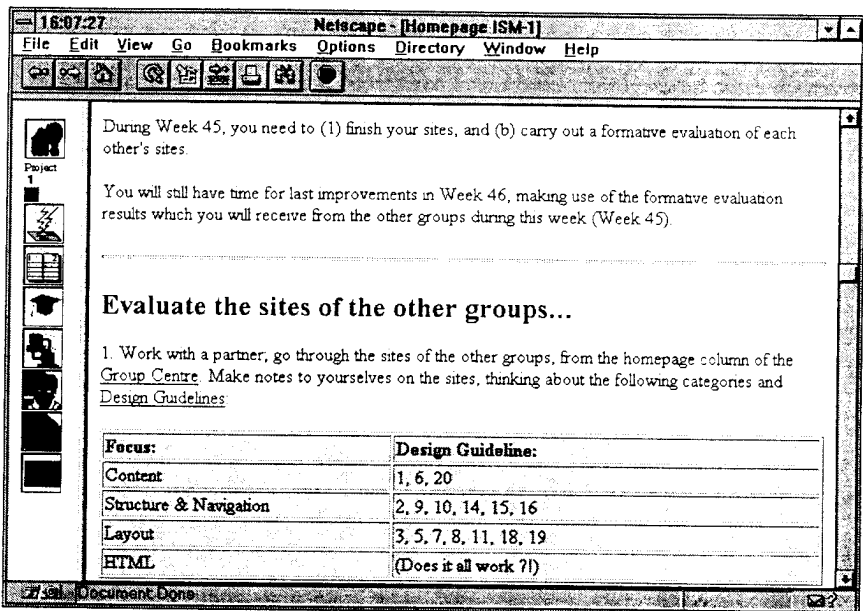 16:07:27 Netscape - [Homepage ISM-1]
File Edit View Go Bookmarks Options Directory Window Help
During Week 45, you need to (1) finish your sites, and (b) carry out a formative evaluation of each
other's sites.
Project
1
You will still have time for last improvements in Week 46, making use of the formative evaluation
results which you will receive from the other groups during this week (Week 45).
Evaluate the sites of the other groups...
1. Work with a partner, go through the sites of the other groups, from the homepage column of the
Group Centre. Make notes to yourselves on the sites, thinking about the following categories and
Design Guidelines:
Focus: Design Guideline:
Content 1, 6, 20
Structure & Navigation 2, 9, 10, 14, 15, 16
Layout 3, 5, 7, 8, 11, 18, 19
HTML (Does it all work ?!)
Document Done